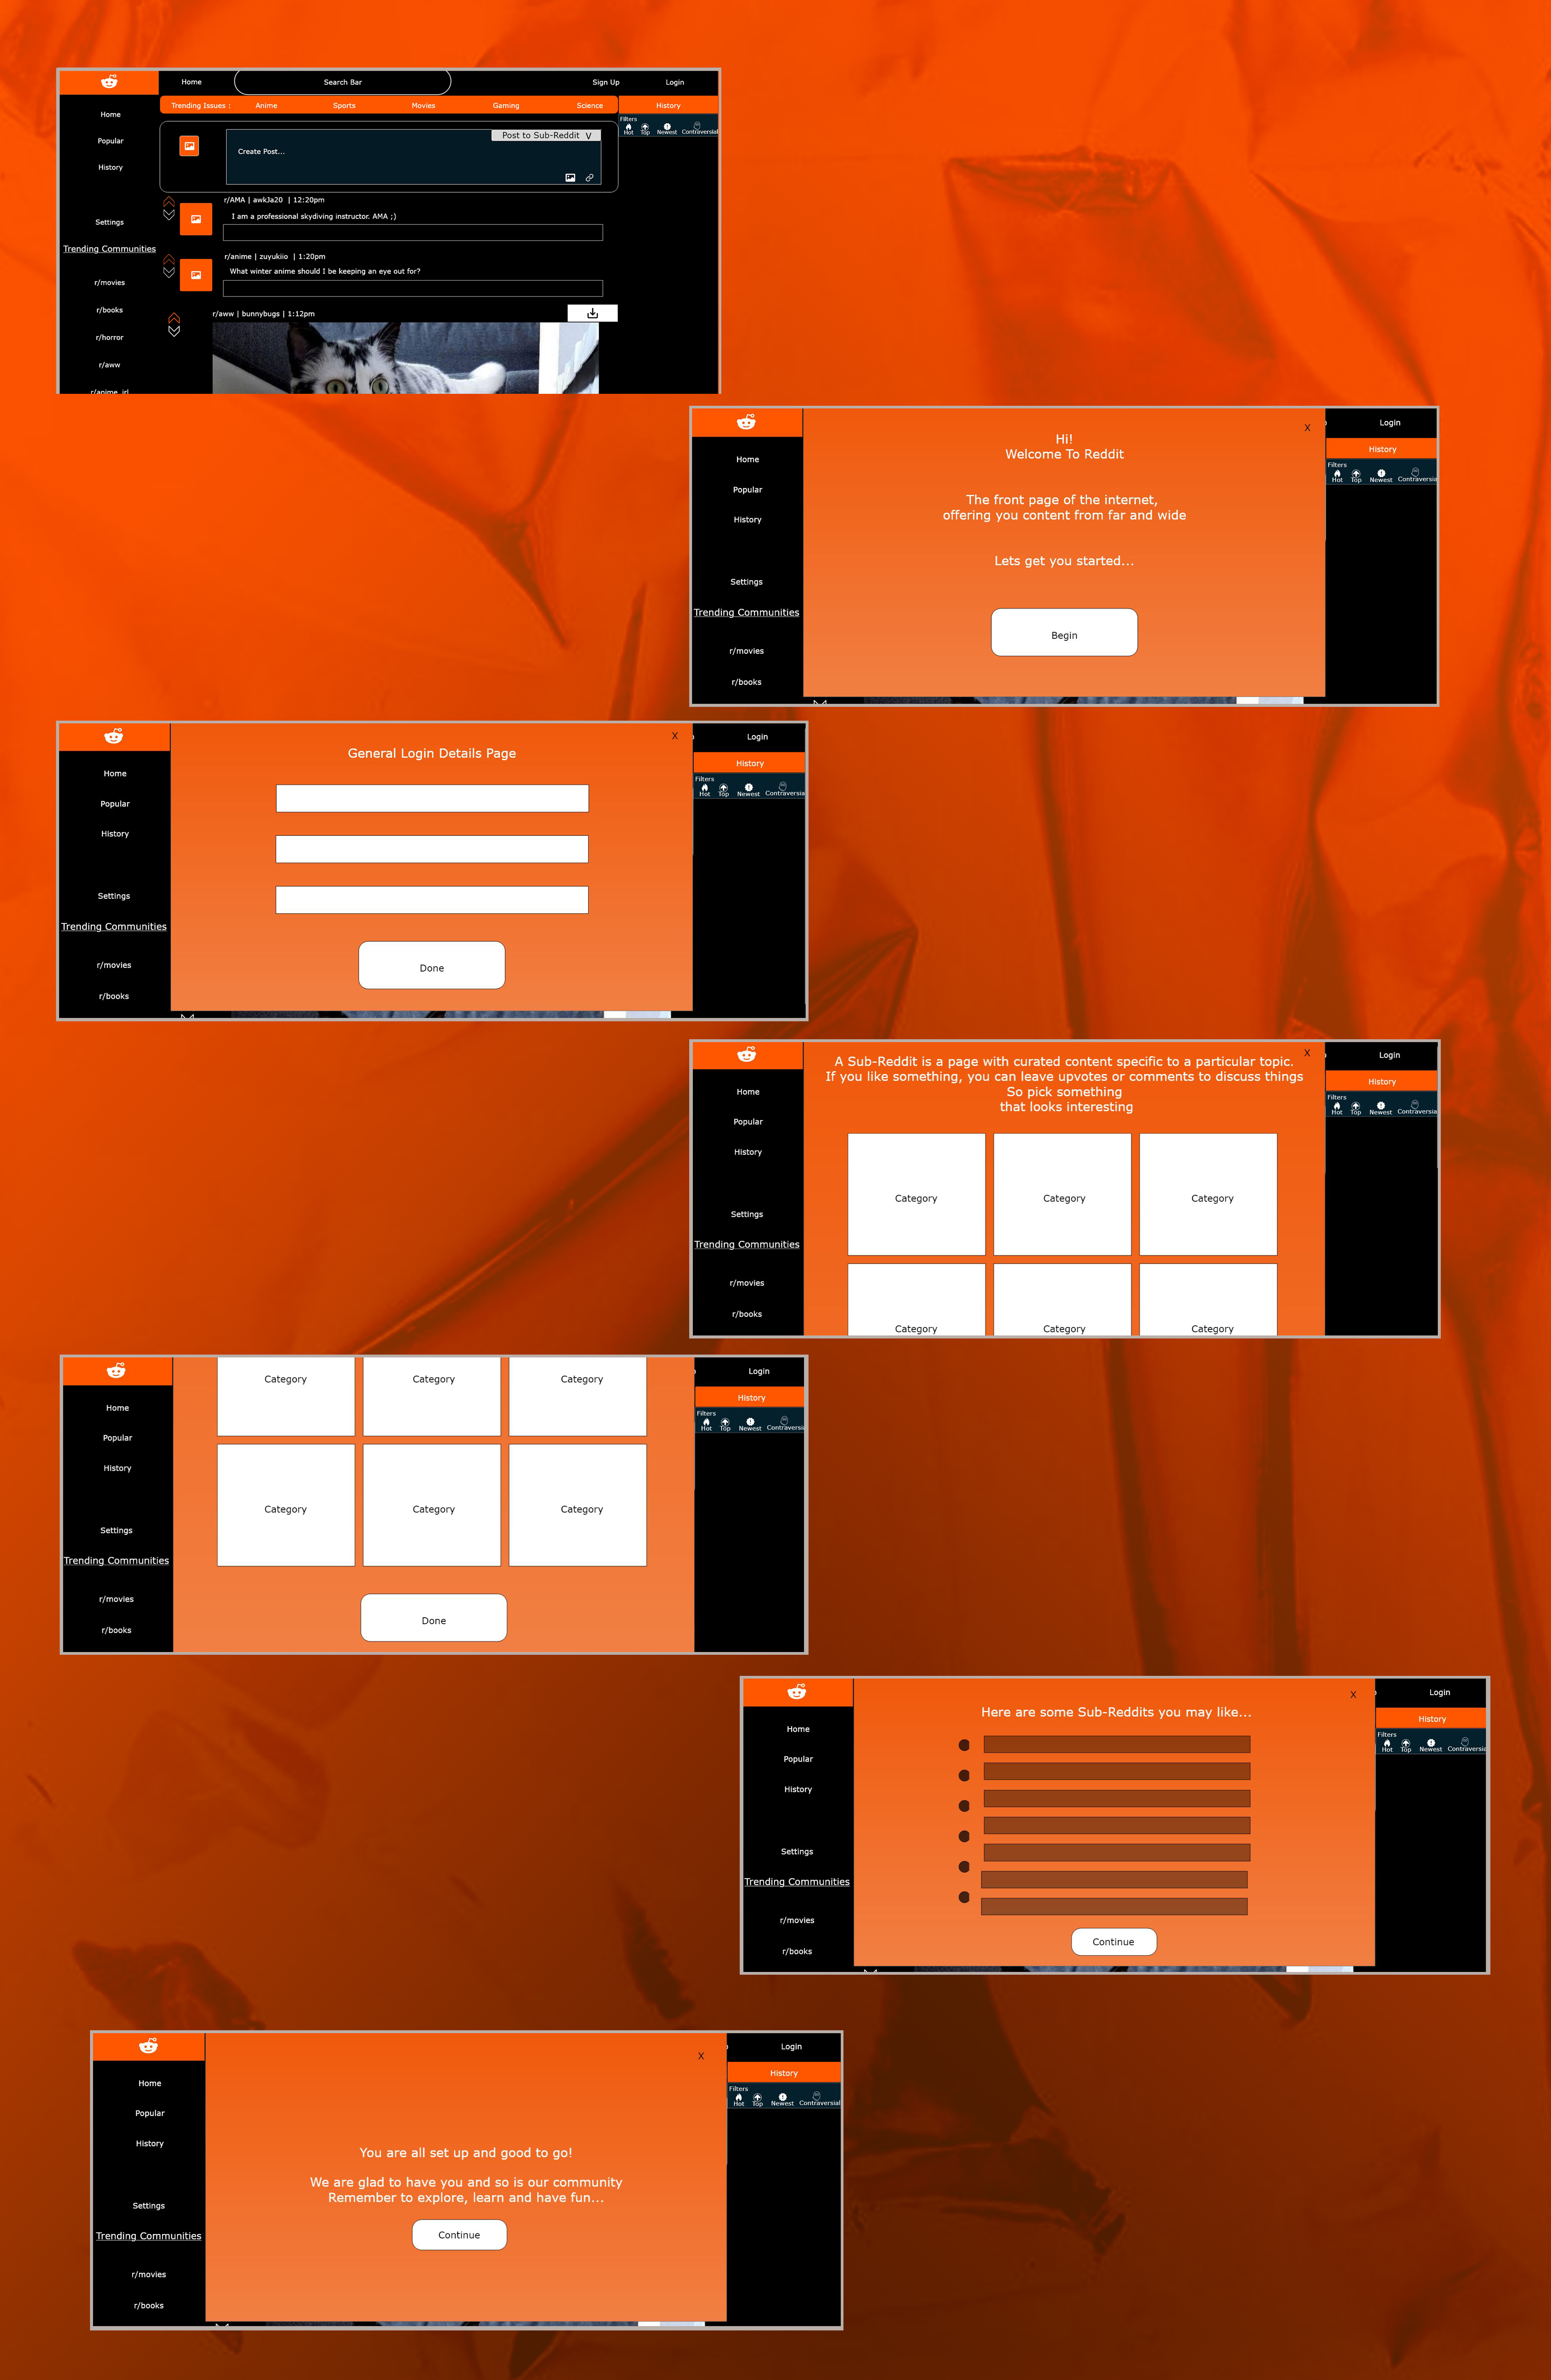 Home
Search Bar
Sign Up
Login
Trending Issues :
Anime
Sports
Movies
Gaming
Science
History
Home
Popular
History
Settings
Trending Communities
r/movies
r/books
r/horror
r/aww
r/anime_irl
Filters
Hot
Top
Newest
Contraversial
Post to Sub-Reddit V
Create Post...
r/AMA | awkJa20 | 12:20pm
I am a professional skydiving instructor. AMA ;)
r/anime | zuyukiio | 1:20pm
What winter anime should I be keeping an eye out for?
r/aww | bunnybugs | 1:12pm
Home
Popular
History
Settings
Trending Communities
r/movies
r/books
X
Hi!
Welcome To Reddit
The front page of the internet,
offering you content from far and wide
Lets get you started...
Begin
Login
History
Filters
Hot
Top
Newest
Contraversia
Home
Popular
History
Settings
Trending Communities
r/movies
r/books
X
General Login Details Page
Done
Login
History
Filters
Hot
Top
Newest
Contraversia
Home
Popular
History
Settings
Trending Communities
r/movies
r/books
X
A Sub-Reddit is a page with curated content specific to a particular topic.
If you like something, you can leave upvotes or comments to discuss things
So pick something
that looks interesting
Category
Category
Category
Category
Category
Category
Login
History
Filters
Hot
Top
Newest
Contraversia
Home
Popular
History
Settings
Trending Communities
r/movies
r/books
Category
Category
Category
Category
Category
Category
Done
Login
History
Filters
Hot
Top
Newest
Contraversia
Home
Popular
History
Settings
Trending Communities
r/movies
r/books
X
Here are some Sub-Reddits you may like...
Continue
Login
History
Filters
Hot
Top
Newest
Contraversia
Home
Popular
History
Settings
Trending Communities
r/movies
r/books
X
You are all set up and good to go!
We are glad to have you and so is our community
Remember to explore, learn and have fun...
Continue
Login
History
Filters
Hot
Top
Newest
Contraversial